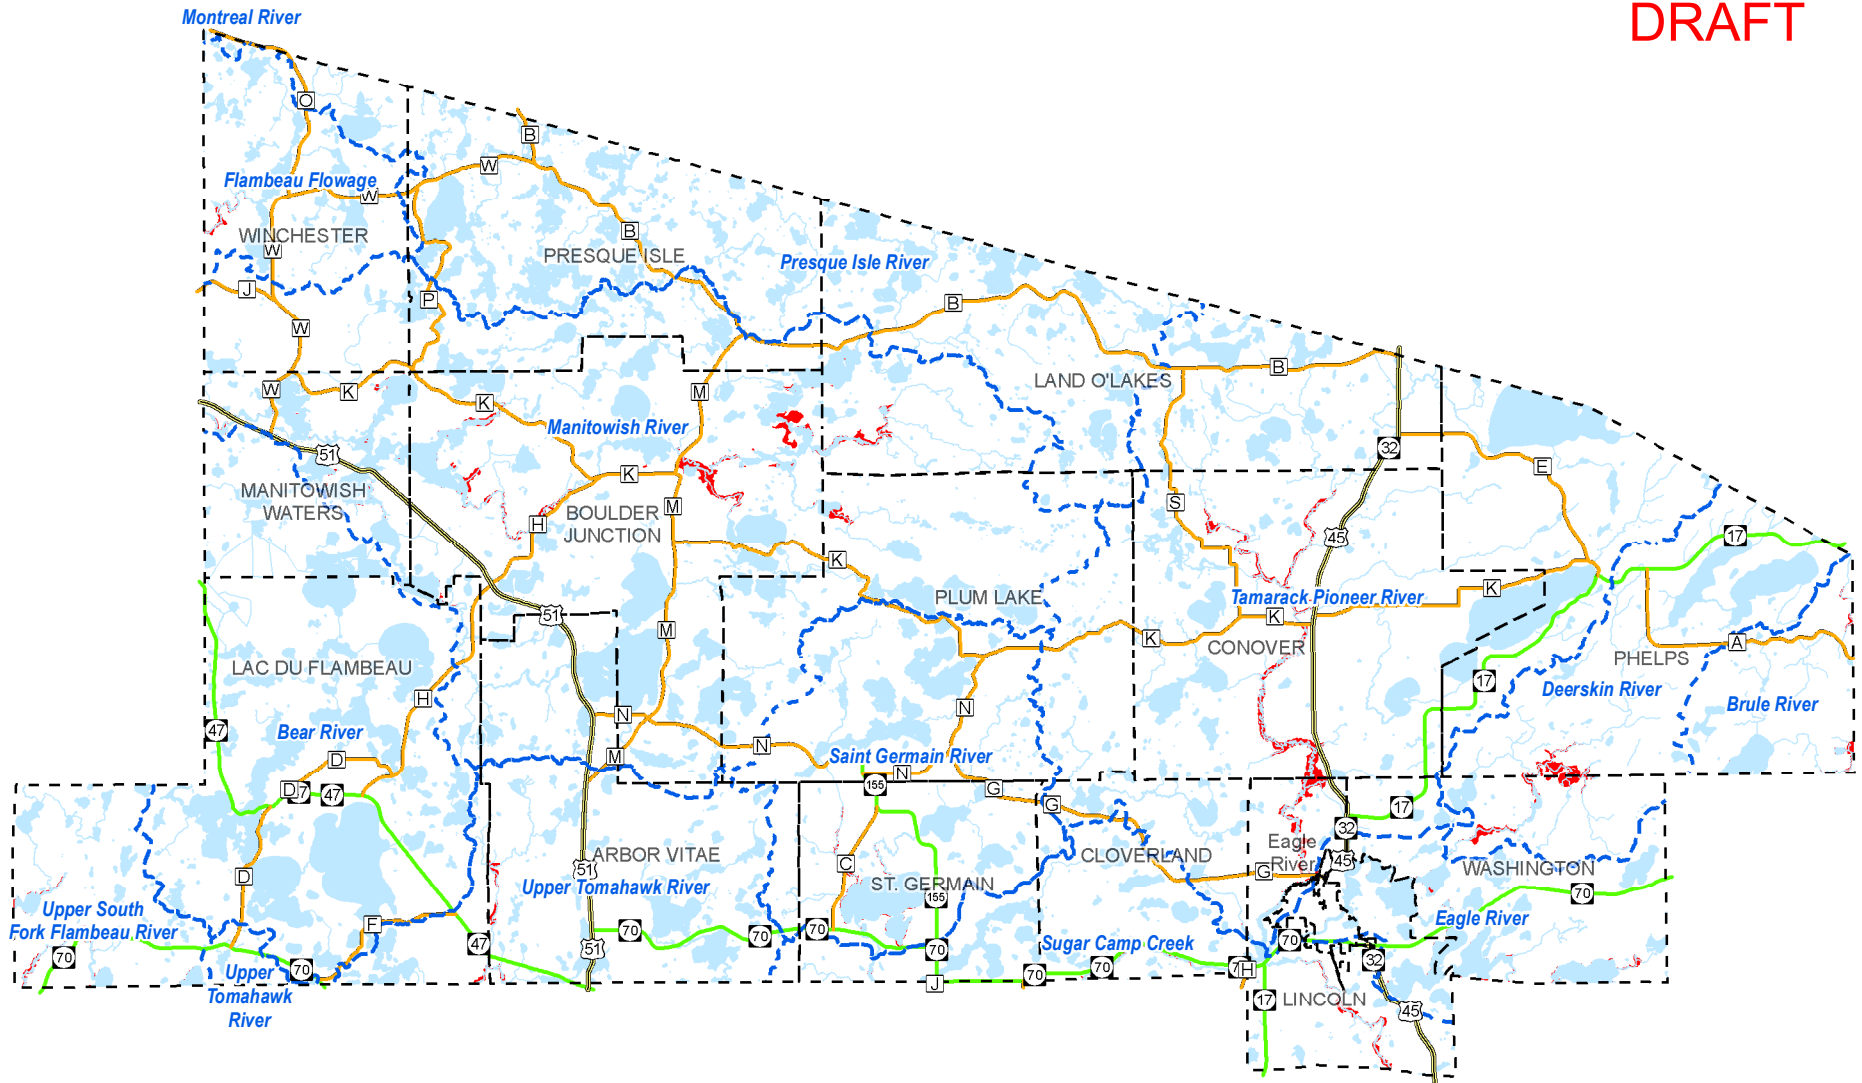 DRAFT
Montreal River
O
B
W
Flambeau Flowage
W
WINCHESTER
W
B
PRESQUE ISLE
Presque Isle River
J
P
B
W
B
LAND O'LAKES
W
K
K
M
Manitowish River
32
51
K
E
MANITOWISH
WATERS
H
BOULDER
JUNCTION
M
S
45
17
K
PLUM LAKE
Tamarack Pioneer River
K
51
M
K
K
CONOVER
A
PHELPS
LAC DU FLAMBEAU
H
17
Deerskin River
Brule River
N
N
47
Bear River
D
M
N
Saint Germain River
N
155
G
D
47
G
17
32
Eagle
River
45
ARBOR VITAE
51
C
ST. GERMAIN
CLOVERLAND
G
WASHINGTON
D
Upper Tomahawk River
155
70
Upper South
Fork Flambeau River
F
Eagle River
70
47
70
51
70
70
70
Sugar Camp Creek
70
32
70
Upper
Tomahawk
River
J
70
70
H
17
LINCOLN
45